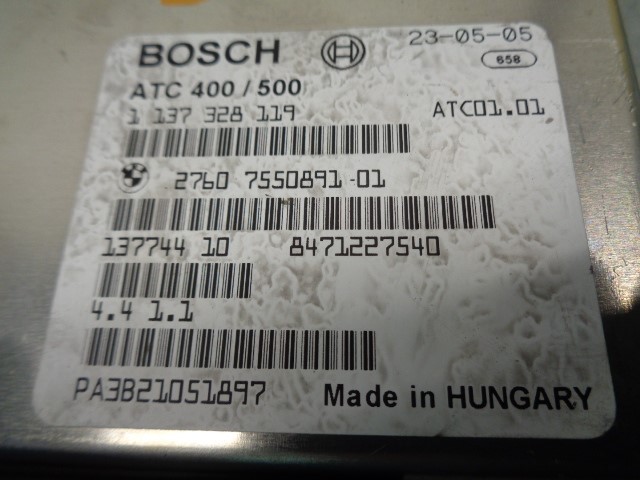 BOSCH 23-05-05
658
ATC 400 / 500
1 137 328 119 ATC01.01
2760 7550891-01
137744 10 8471227540
4.4 1.1
PA3B21051897 Made in HUNGARY